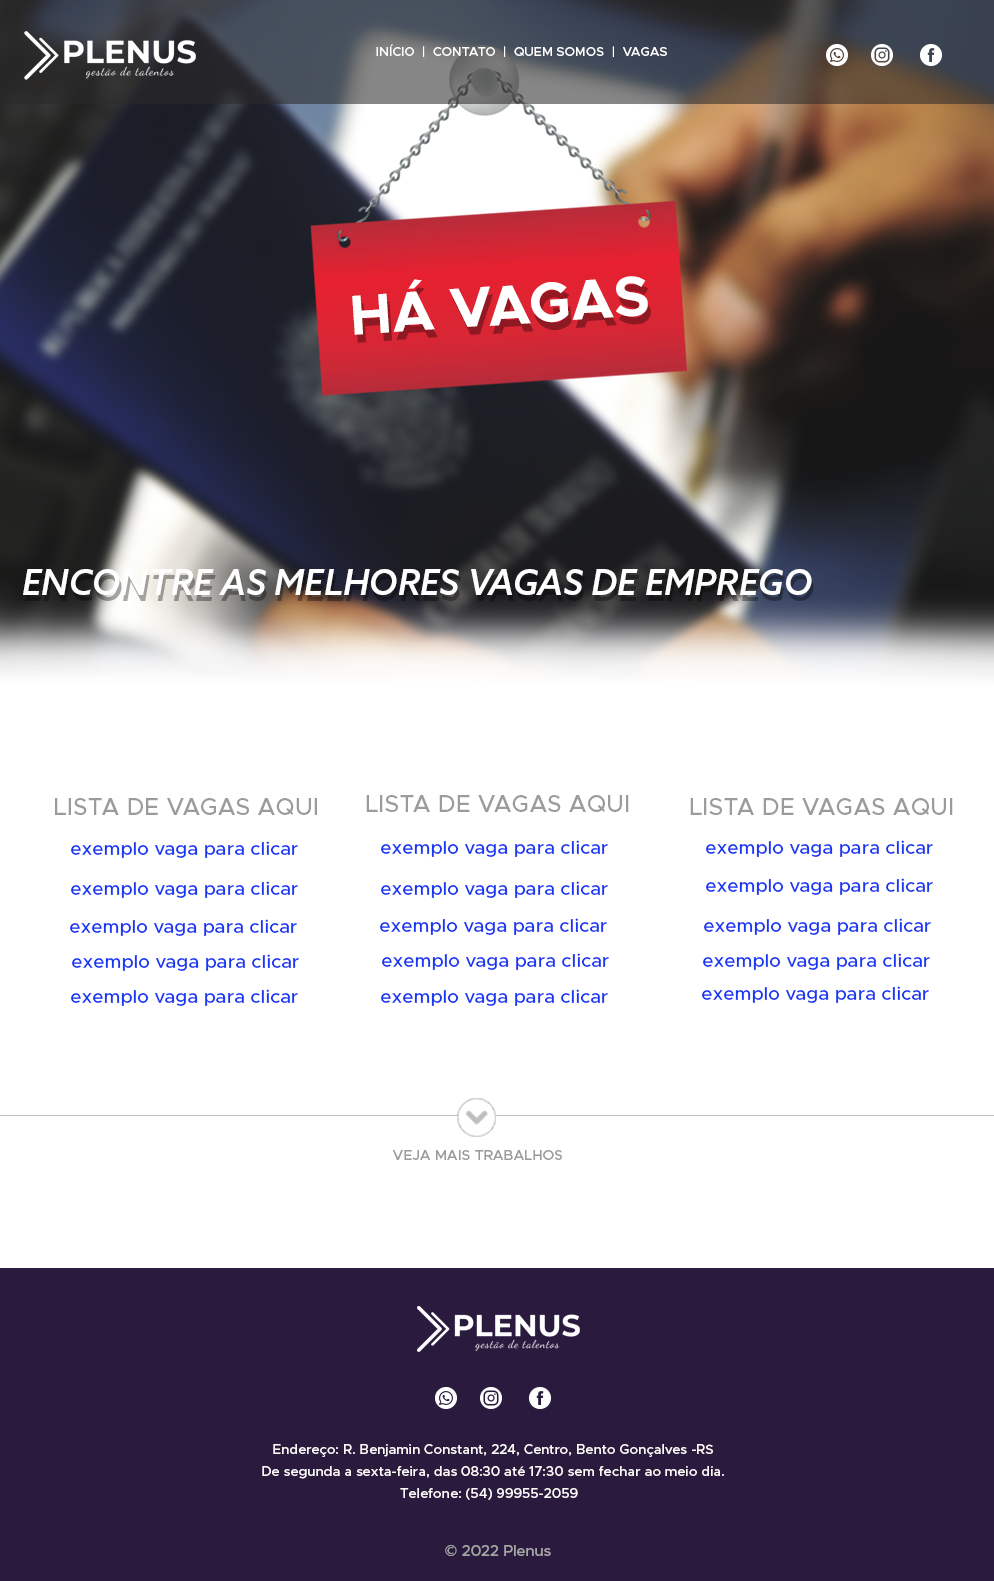 PLENUS
gestão de talentos
INÍCIO | CONTATO | QUEM SOMOS | VAGAS
HÁ VAGAS
ENCONTRE AS MELHORES VAGAS DE EMPREGO
LISTA DE VAGAS AQUI
exemplo vaga para clicar
exemplo vaga para clicar
exemplo vaga para clicar
exemplo vaga para clicar
exemplo vaga para clicar
LISTA DE VAGAS AQUI
exemplo vaga para clicar
exemplo vaga para clicar
exemplo vaga para clicar
exemplo vaga para clicar
exemplo vaga para clicar
LISTA DE VAGAS AQUI
exemplo vaga para clicar
exemplo vaga para clicar
exemplo vaga para clicar
exemplo vaga para clicar
exemplo vaga para clicar
VEJA MAIS TRABALHOS
PLENUS
gestão de talentos
Endereço: R. Benjamin Constant, 224, Centro, Bento Gonçalves -RS
De segunda a sexta-feira, das 08:30 até 17:30 sem fechar ao meio dia.
Telefone: (54) 99955-2059
© 2022 Plenus